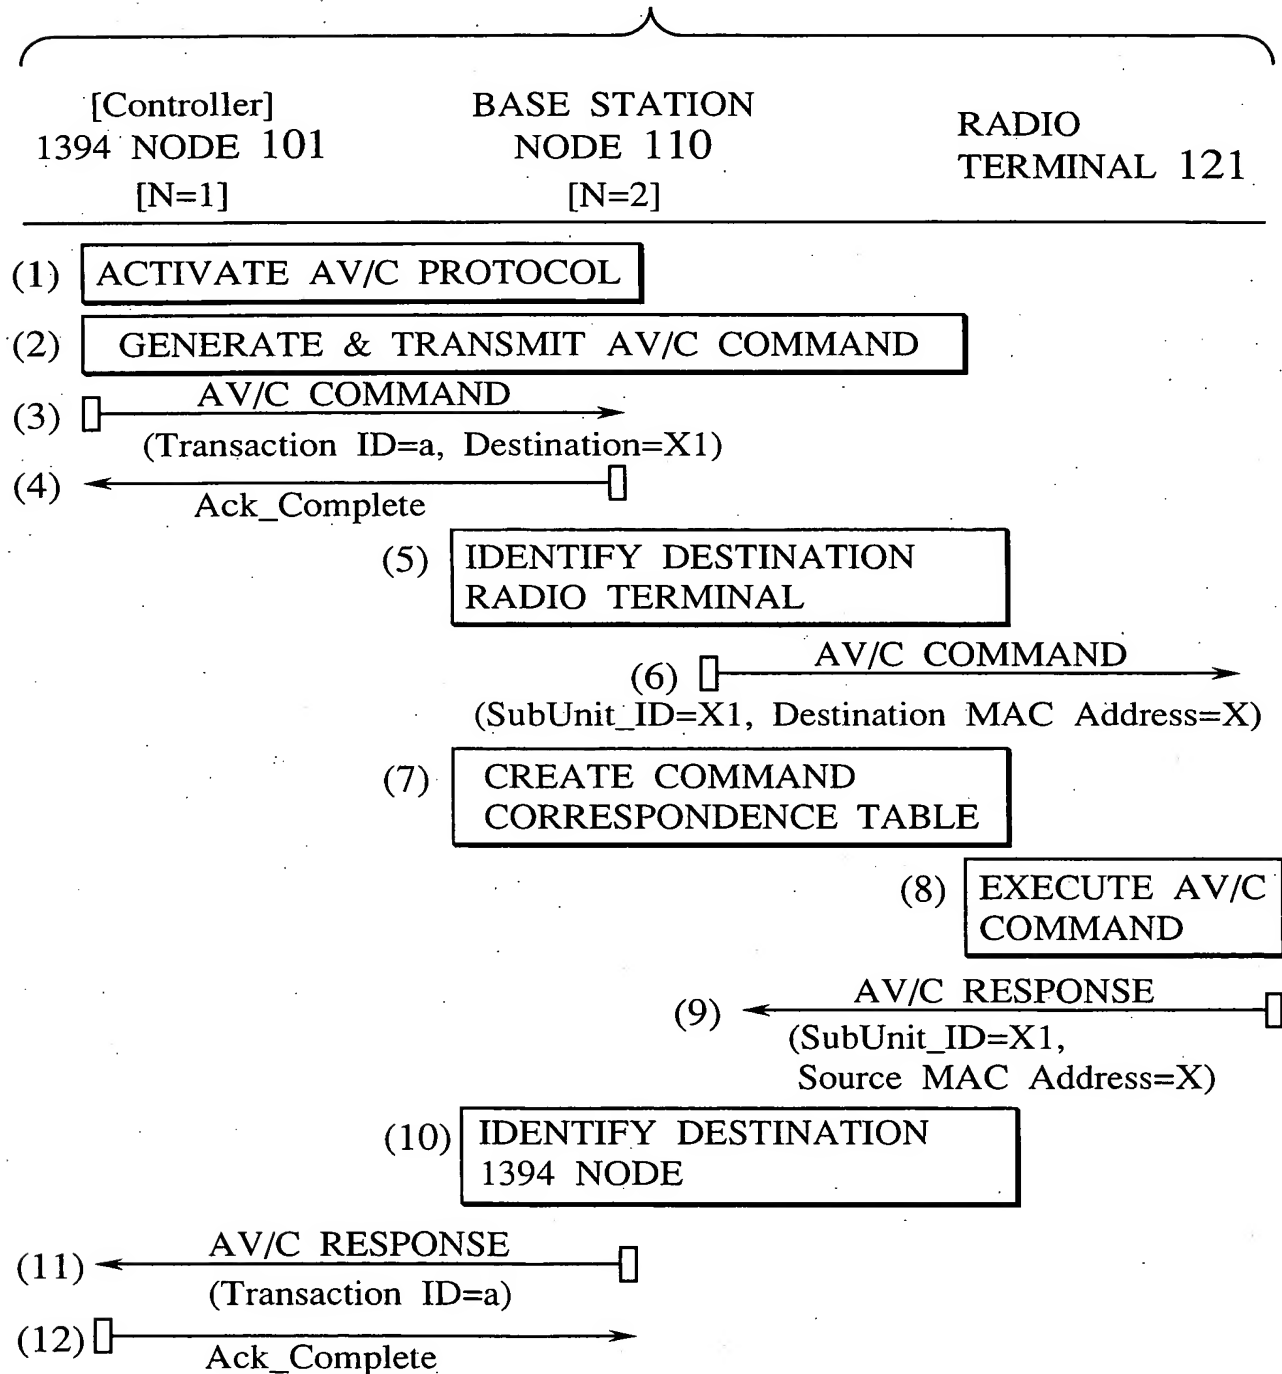 [Controller]
1394 NODE 101
[N=1]
BASE STATION
NODE 110
[N=2]
RADIO
TERMINAL 121
(1) ACTIVATE AV/C PROTOCOL
(2) GENERATE & TRANSMIT AV/C COMMAND
(3) AV/C COMMAND
(Transaction ID=a, Destination=X1)
(4) Ack_Complete
(5) IDENTIFY DESTINATION
RADIO TERMINAL
(6) AV/C COMMAND
(SubUnit_ID=X1, Destination MAC Address=X)
(7) CREATE COMMAND
CORRESPONDENCE TABLE
(8) EXECUTE AV/C
COMMAND
(9) AV/C RESPONSE
(SubUnit_ID=X1,
Source MAC Address=X)
(10) IDENTIFY DESTINATION
1394 NODE
(11) AV/C RESPONSE
(Transaction ID=a)
(12) Ack_Complete